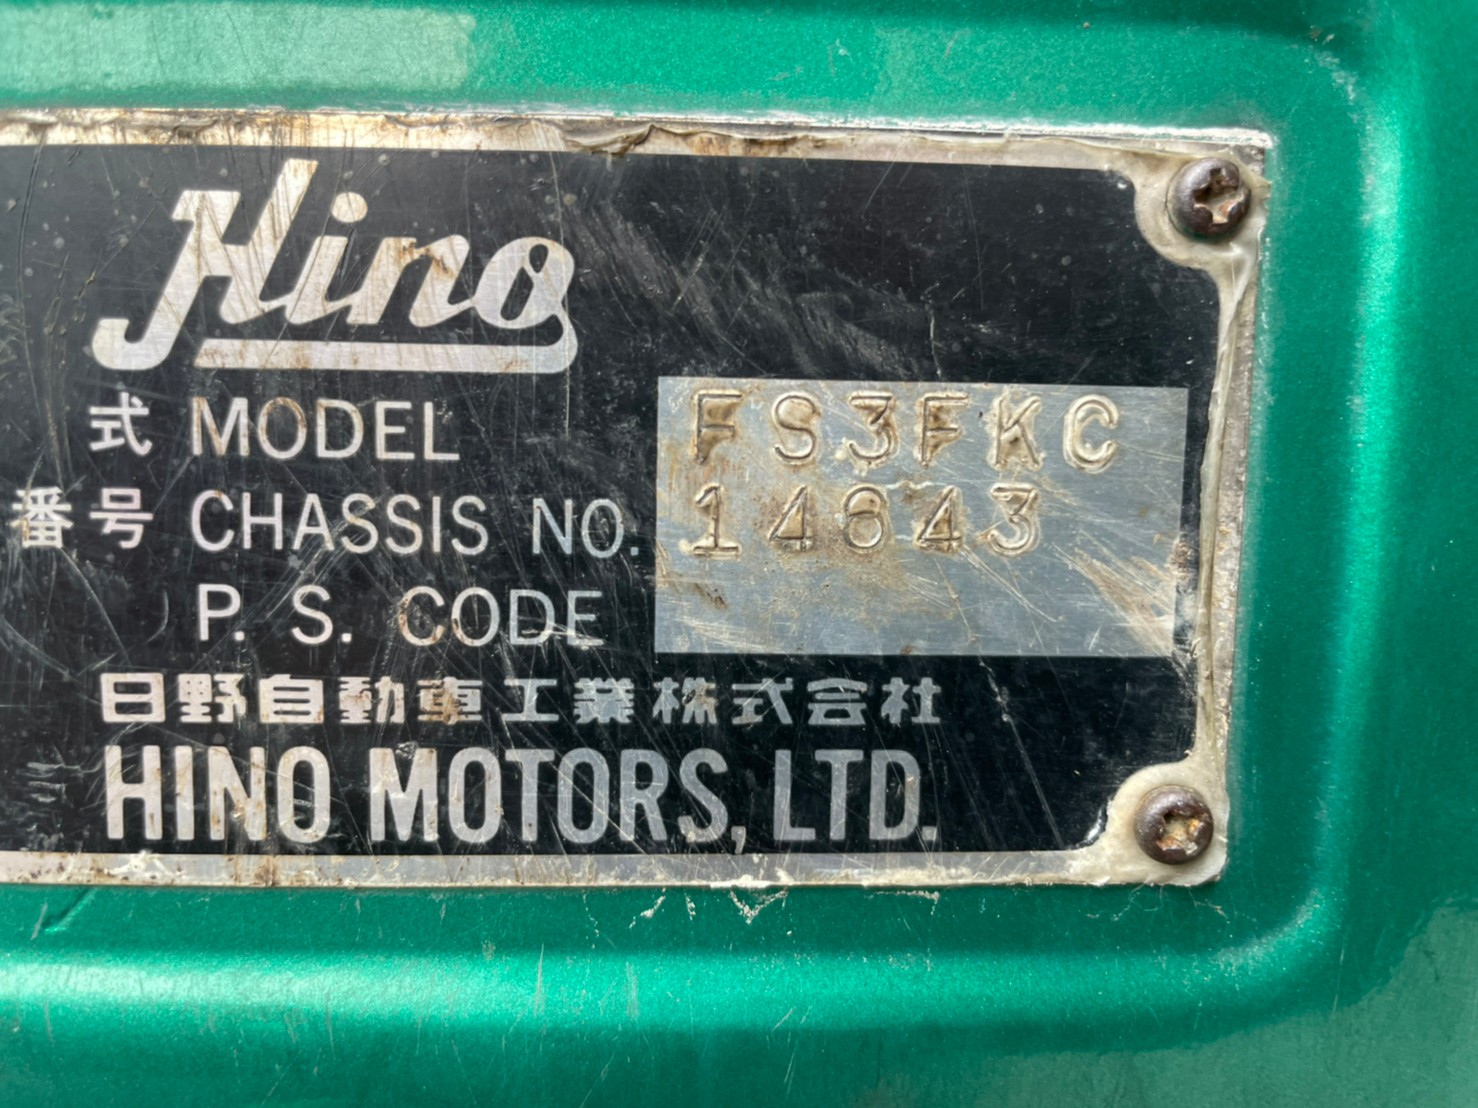 Hino
式 MODEL FS3FKC
番号 CHASSIS NO. 14643
P. S. CODE
日野自動車工業株式会社
HINO MOTORS, LTD.